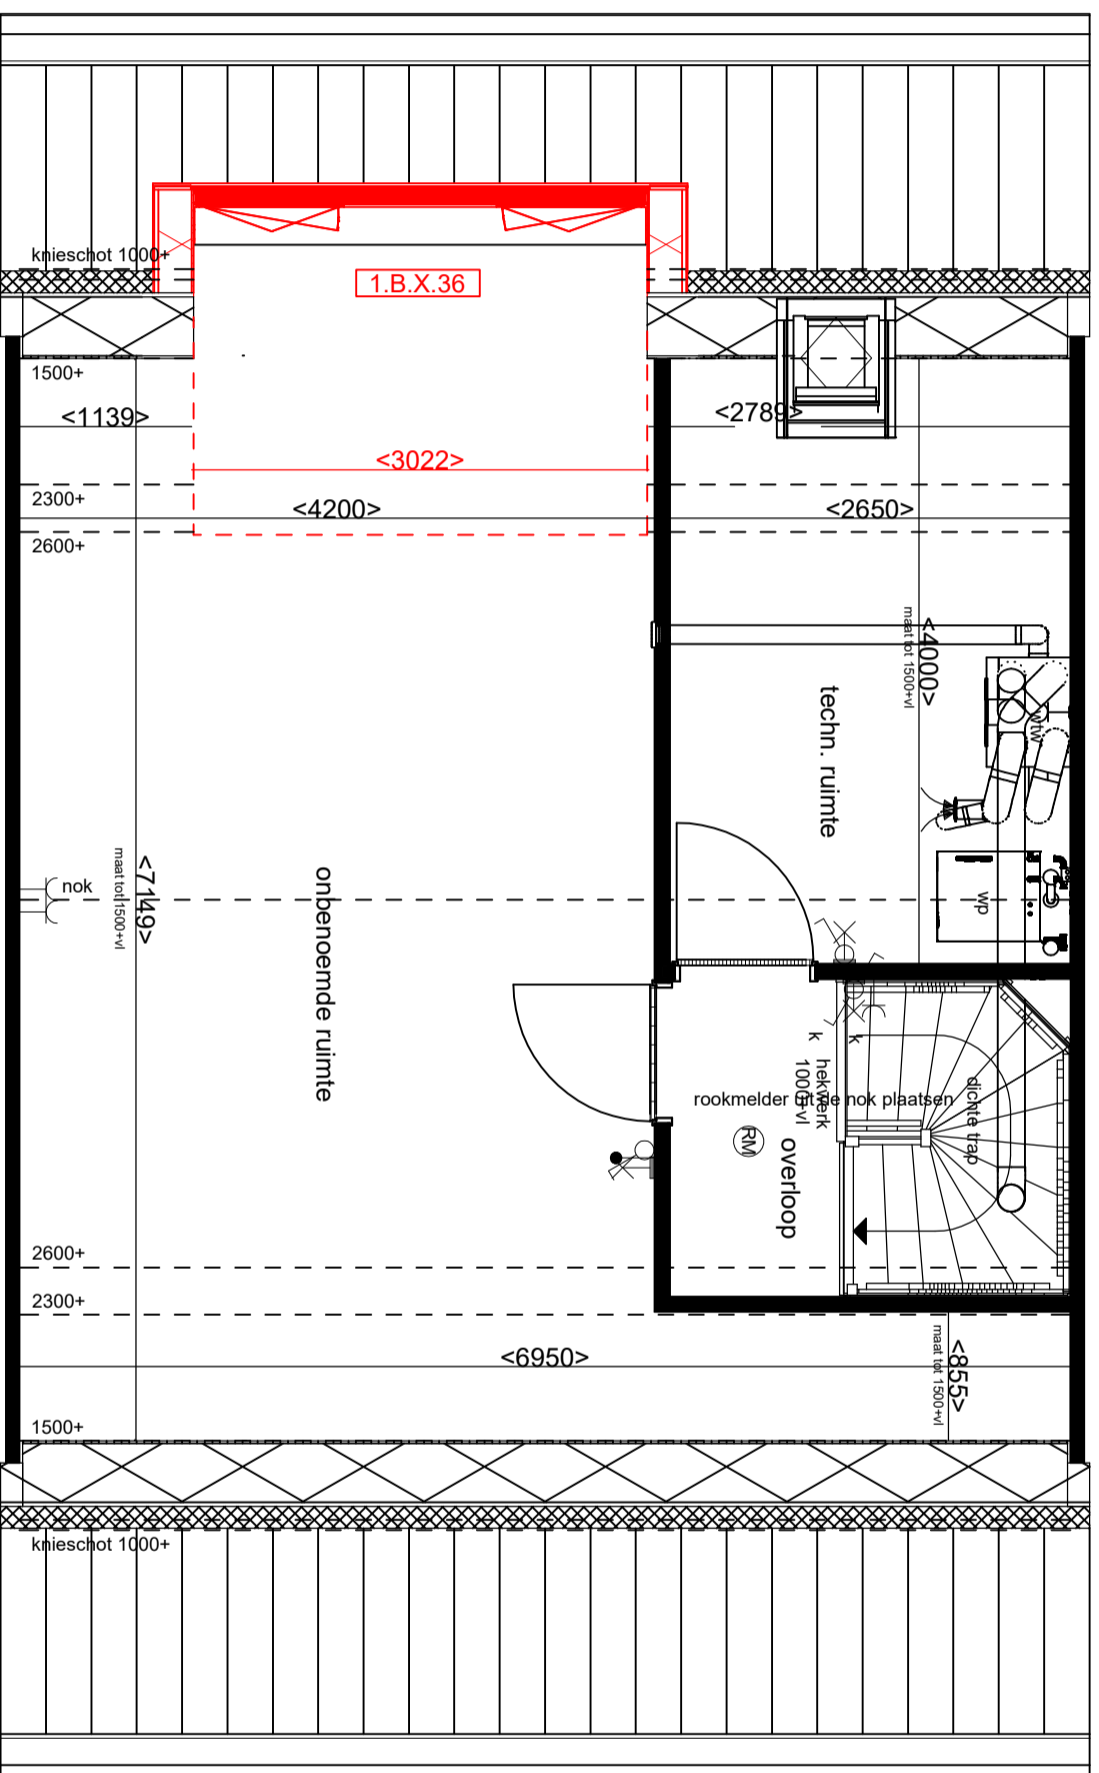 knieschot 1000+
1.B.X.36
1500+
<1139>
<2789>
<3022>
2300+
<4200>
<2650>
2600+
<4000>
maat tot 1500+vl
techn. ruimte
wtw
wp
nok
<7149>
maat tot 1500+vl
onbenoemde ruimte
k
k
hekwerk
1000+vl
rookmelder uit de nok plaatsen
dichte trap
RM
overloop
2600+
2300+
<6950>
<855>
maat tot 1500+vl
1500+
knieschot 1000+